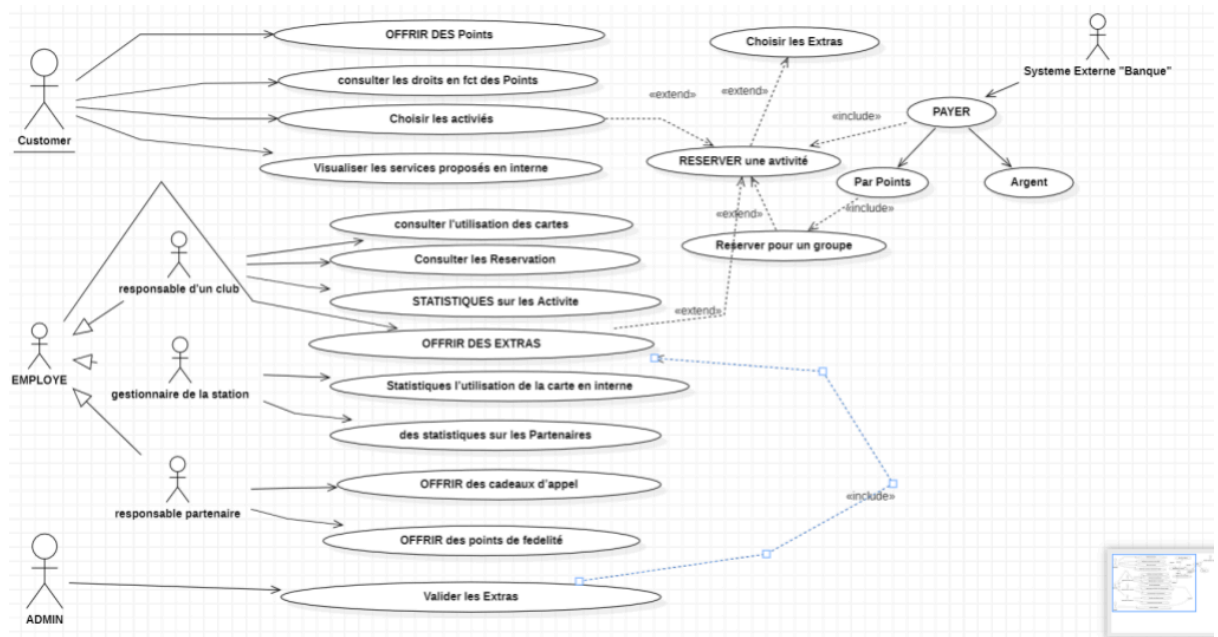 OFFRIR DES Points
Choisir les Extras
Systeme Externe "Banque"
consulter les droits en fct des Points
«extend»
«extend»
PAYER
Choisir les activiés
«include»
Customer
Visualiser les services proposés en interne
RESERVER une avtivité
Par Points
Argent
consulter l'utilisation des cartes
«extend»
«include»
Consulter les Reservation
Reserver pour un groupe
responsable d'un club
STATISTIQUES sur les Activite
«extend»
OFFRIR DES EXTRAS
EMPLOYE
gestionnaire de la station
Statistiques l'utilisation de la carte en interne
des statistiques sur les Partenaires
OFFRIR des cadeaux d'appel
«include»
responsable partenaire
OFFRIR des points de fedelité
Valider les Extras
ADMIN